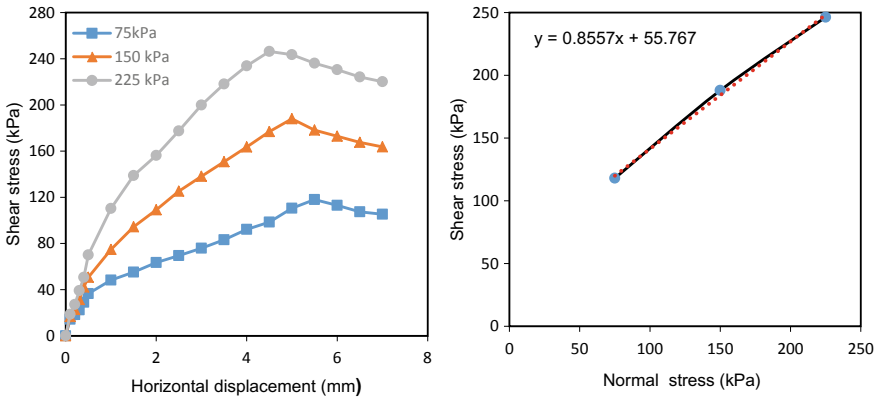 280
240
200
160
120
80
40
0
75kPa
150 kPa
225 kPa
Shear stress (kPa)
0 2 4 6 8
Horizontal displacement (mm)
250
200
150
100
50
0
y = 0.8557x + 55.767
Shear stress (kPa)
0 50 100 150 200 250
Normal stress (kPa)